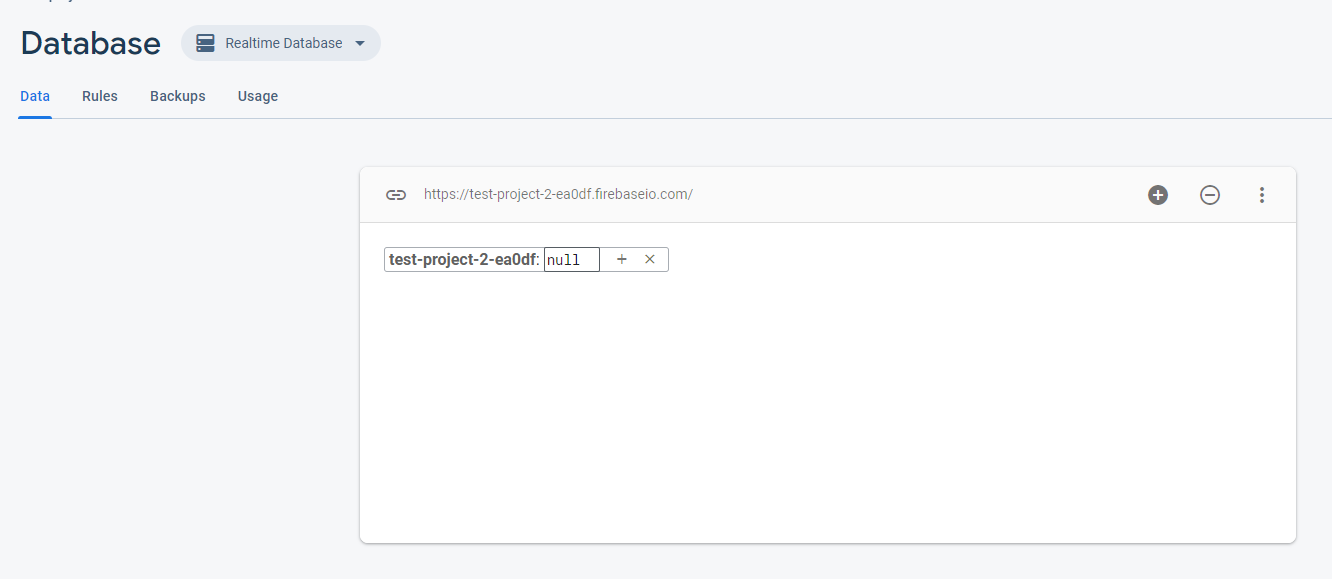 Database
Realtime Database
Data Rules Backups Usage
https://test-project-2-ea0df.firebaseio.com/
test-project-2-ea0df: null + ×